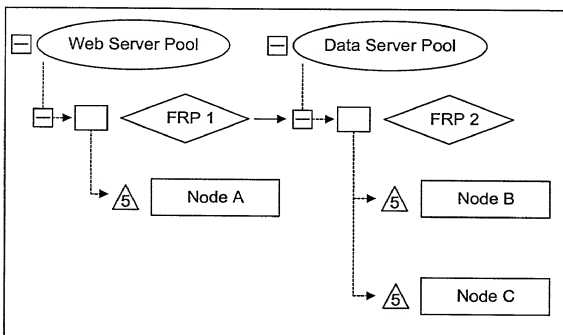 Web Server Pool
Data Server Pool
FRP 1
FRP 2
5
Node A
5
Node B
5
Node C